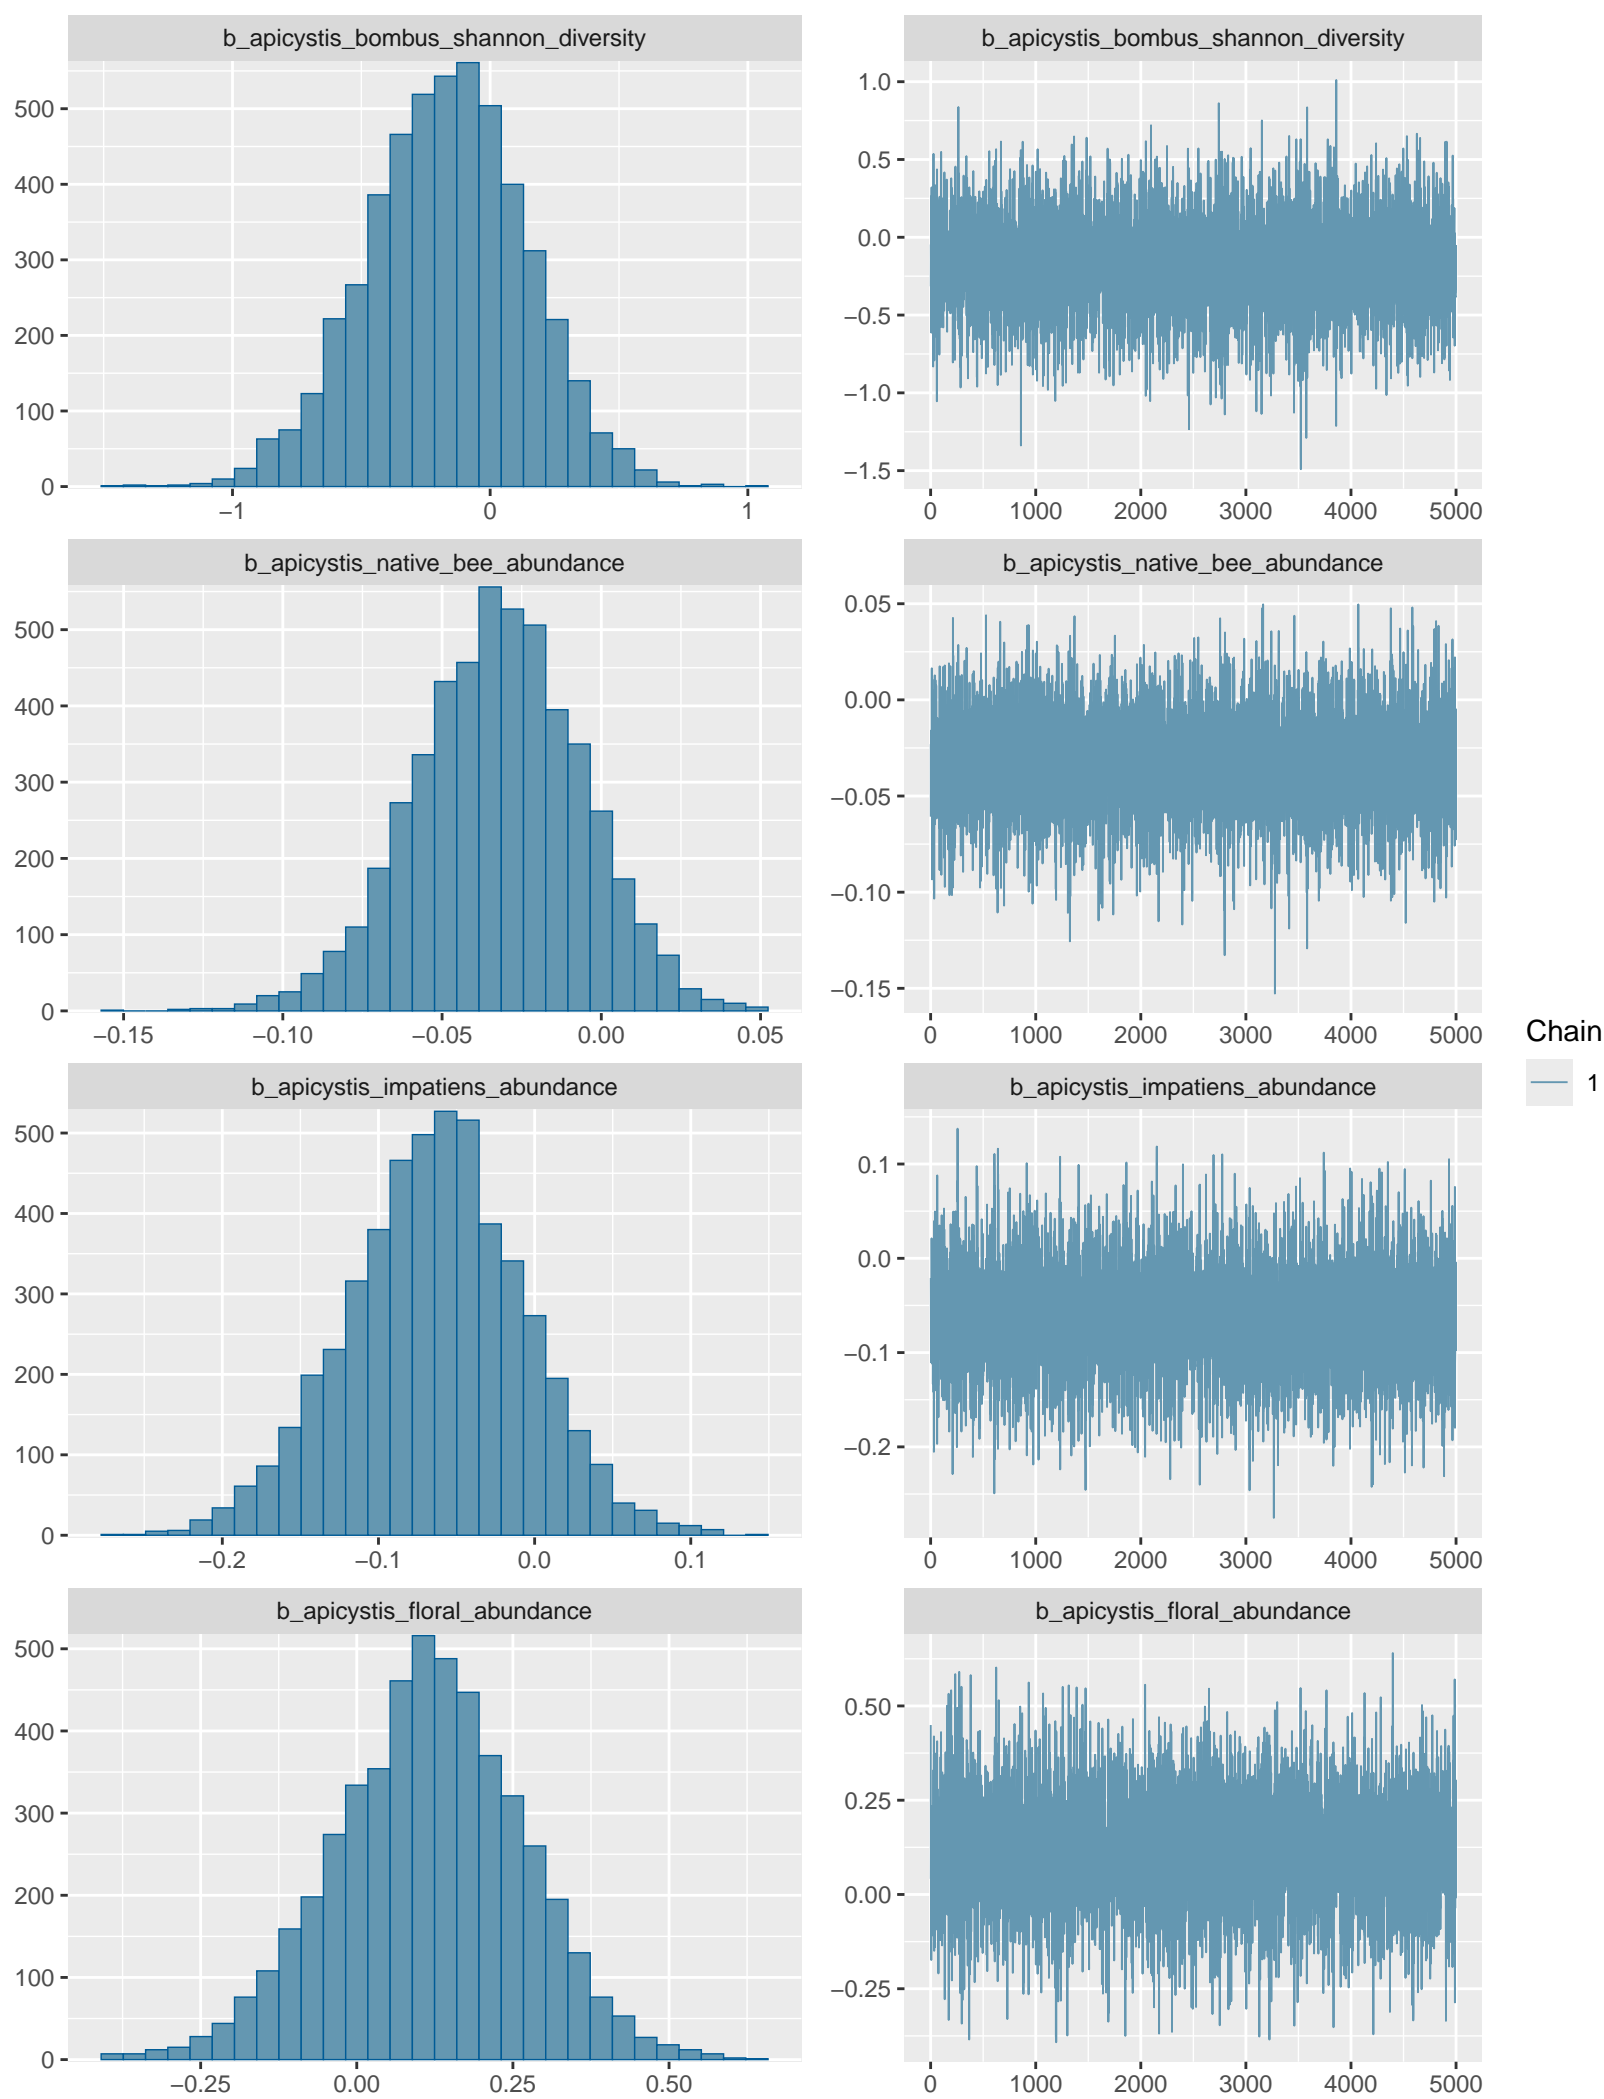 b_apicystis_bombus_shannon_diversity
500
400
300
200
100
0
−1 0 1
b_apicystis_bombus_shannon_diversity
1.0
0.5
0.0
−0.5
−1.0
−1.5
0 1000 2000 3000 4000 5000
b_apicystis_native_bee_abundance
500
400
300
200
100
0
−0.15 −0.10 −0.05 0.00 0.05
b_apicystis_native_bee_abundance
0.05
0.00
−0.05
−0.10
−0.15
0 1000 2000 3000 4000 5000
b_apicystis_impatiens_abundance
500
400
300
200
100
0
−0.2 −0.1 0.0 0.1
b_apicystis_impatiens_abundance
0.1
0.0
−0.1
−0.2
0 1000 2000 3000 4000 5000
b_apicystis_floral_abundance
500
400
300
200
100
0
−0.25 0.00 0.25 0.50
b_apicystis_floral_abundance
0.50
0.25
0.00
−0.25
0 1000 2000 3000 4000 5000
Chain
1